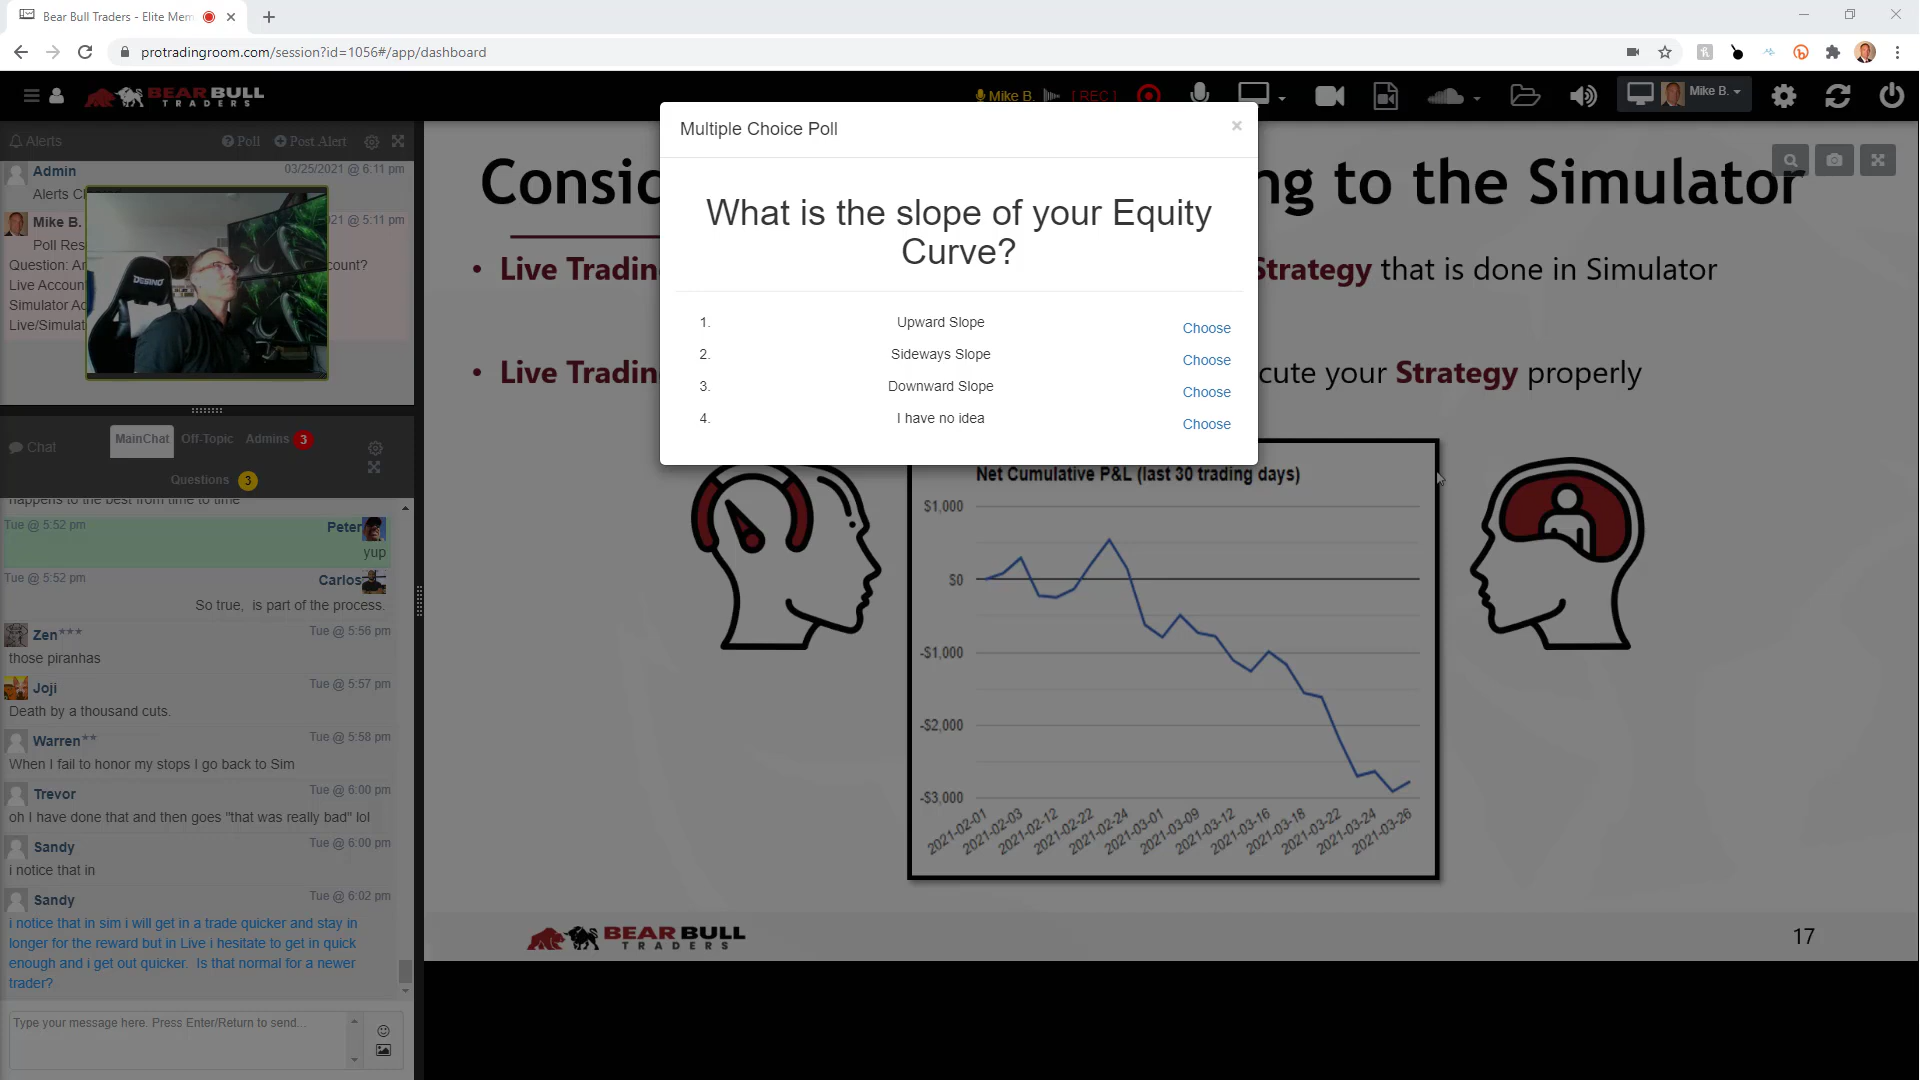 Bear Bull Traders - Elite Mem
protradingroom.com/session?id=1056#/app/dashboard
BEAR BULL
TRADERS
Mike B.
[ REC ]
Mike B.
Alerts
Poll
Post Alert
Admin
03/25/2021 @ 6.11 pm
Alerts C
Mike B.
021 @ 5:11 pm
Poll Res
Question: Ar
count?
Live Accoun
Simulator Ac
Live/Simulat
DESINO
Chat
MainChat
Off-Topic
Admins 3
Questions 3
happens to the best from time to time
Tue @ 5:52 pm
Peter
yup
Tue @ 5:52 pm
Carlos
So true, is part of the process.
Zen***
Tue @ 5:56 pm
those piranhas
Joji
Tue @ 5:57 pm
Death by a thousand cuts.
Warren**
Tue @ 5:58 pm
When I fail to honor my stops I go back to Sim
Trevor
Tue @ 6:00 pm
oh I have done that and then goes "that was really bad" lol
Sandy
Tue @ 6:00 pm
i notice that in
Sandy
Tue @ 6:02 pm
i notice that in sim i will get in a trade quicker and stay in
longer for the reward but in Live i hesitate to get in quick
enough and i get out quicker. Is that normal for a newer
trader?
Type your message here. Press Enter/Return to send...
Multiple Choice Poll
×
What is the slope of your Equity
Curve?
1. Upward Slope Choose
2. Sideways Slope Choose
3. Downward Slope Choose
4. I have no idea Choose
Consi
ng to the Simulator
• Live Tradin
Strategy that is done in Simulator
• Live Tradin
cute your Strategy properly
Net Cumulative P&L (last 30 trading days)
$1,000
$0
-$1,000
-$2,000
-$3,000
2021-02-01
2021-02-03
2021-02-12
2021-02-22
2021-02-24
2021-03-01
2021-03-09
2021-03-12
2021-03-16
2021-03-18
2021-03-22
2021-03-24
2021-03-26
BEAR BULL
TRADERS
17